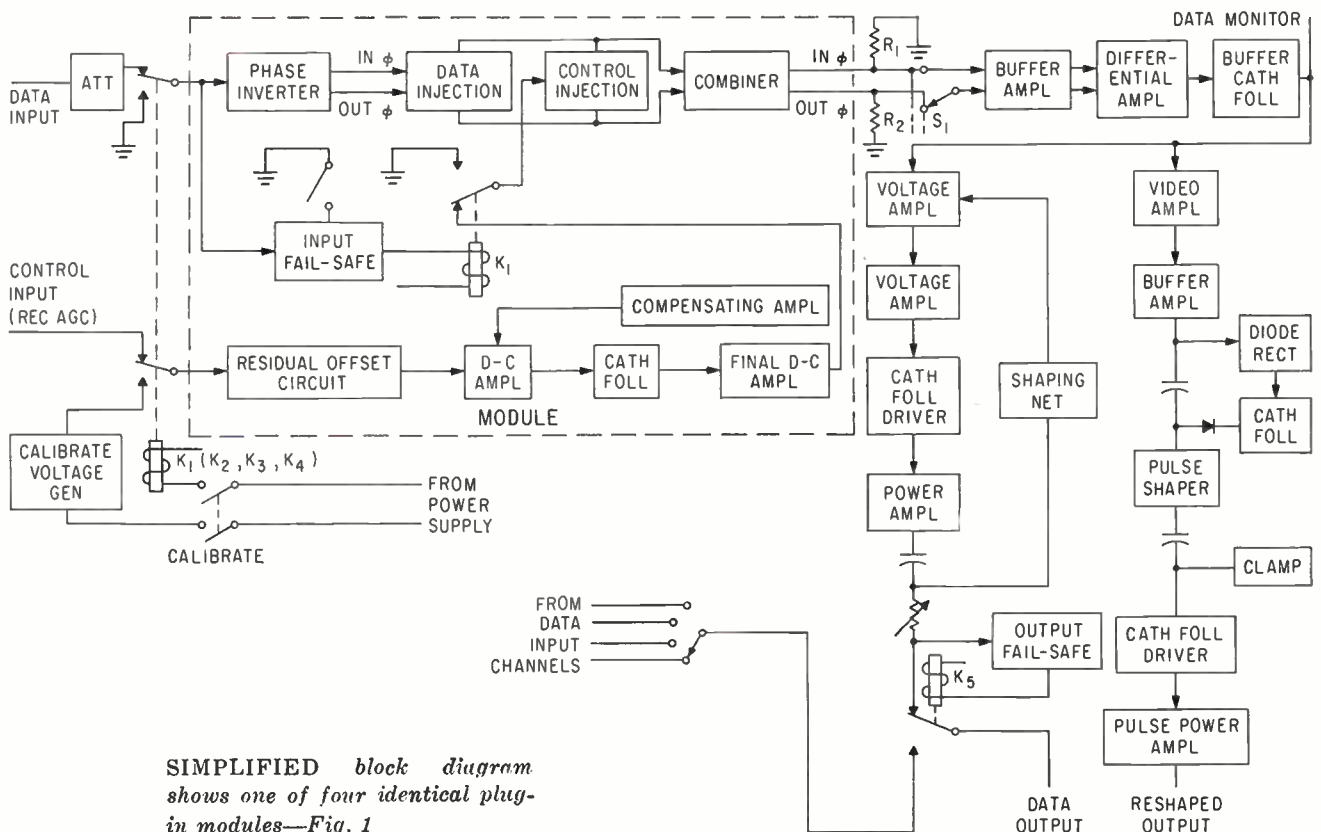 DATA MONITOR
ATT
DATA
INPUT
PHASE
INVERTER
IN ϕ
OUT ϕ
DATA
INJECTION
CONTROL
INJECTION
COMBINER
IN ϕ
OUT ϕ
R1
R2
S1
BUFFER
AMPL
DIFFER-
ENTIAL
AMPL
BUFFER
CATH
FOLL
INPUT
FAIL-SAFE
K1
CONTROL
INPUT
(REC AGC)
COMPENSATING AMPL
RESIDUAL OFFSET
CIRCUIT
D-C
AMPL
CATH
FOLL
FINAL D-C
AMPL
MODULE
CALIBRATE
VOLTAGE
GEN
K1 (K2, K3, K4)
FROM
POWER
SUPPLY
CALIBRATE
VOLTAGE
AMPL
VOLTAGE
AMPL
CATH
FOLL
DRIVER
POWER
AMPL
SHAPING
NET
VIDEO
AMPL
BUFFER
AMPL
DIODE
RECT
CATH
FOLL
PULSE
SHAPER
CLAMP
CATH FOLL
DRIVER
PULSE POWER
AMPL
FROM
DATA
INPUT
CHANNELS
OUTPUT
FAIL-SAFE
K5
DATA
OUTPUT
RESHAPED
OUTPUT
SIMPLIFIED block diagram
shows one of four identical plug-
in modules—Fig. 1